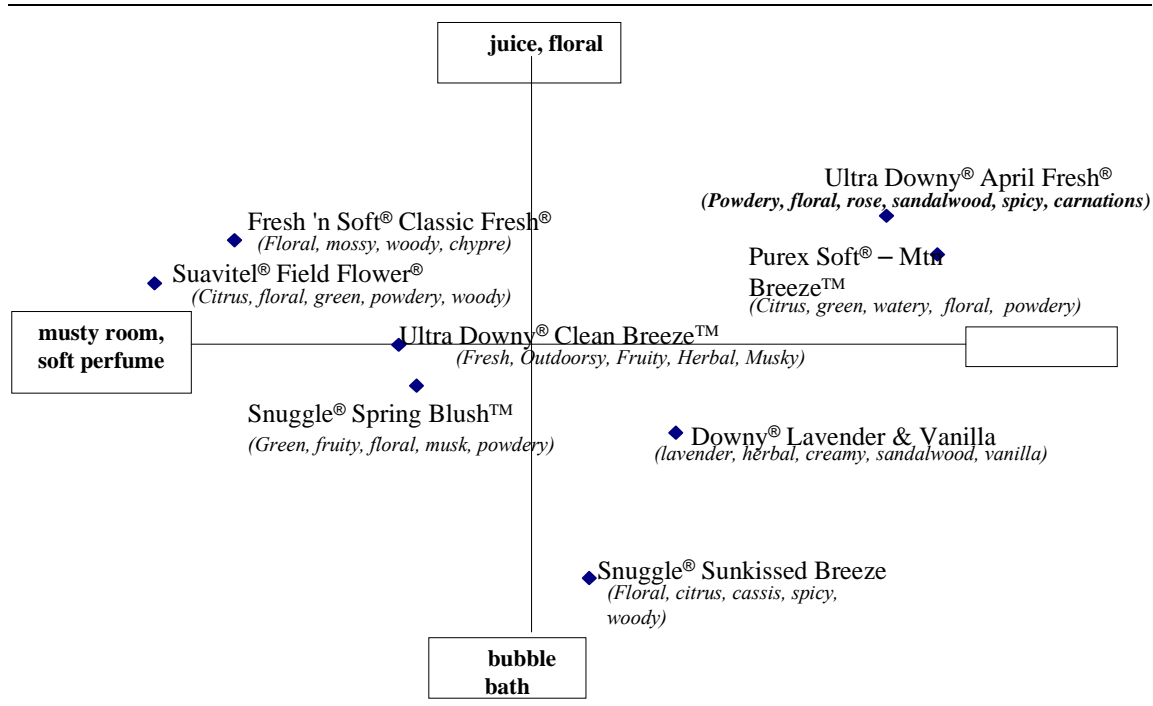 juice, floral
Ultra Downy® April Fresh®
(Powdery, floral, rose, sandalwood, spicy, carnations)
Fresh 'n Soft® Classic Fresh®
(Floral, mossy, woody, chypre)
Purex Soft® – Mtn
Breeze™
(Citrus, green, watery, floral, powdery)
Suavitel® Field Flower®
(Citrus, floral, green, powdery, woody)
musty room,
soft perfume
Ultra Downy® Clean Breeze™
(Fresh, Outdoorsy, Fruity, Herbal, Musky)
Snuggle® Spring Blush™
(Green, fruity, floral, musk, powdery)
Downy® Lavender & Vanilla
(lavender, herbal, creamy, sandalwood, vanilla)
Snuggle® Sunkissed Breeze
(Floral, citrus, cassis, spicy,
woody)
bubble
bath